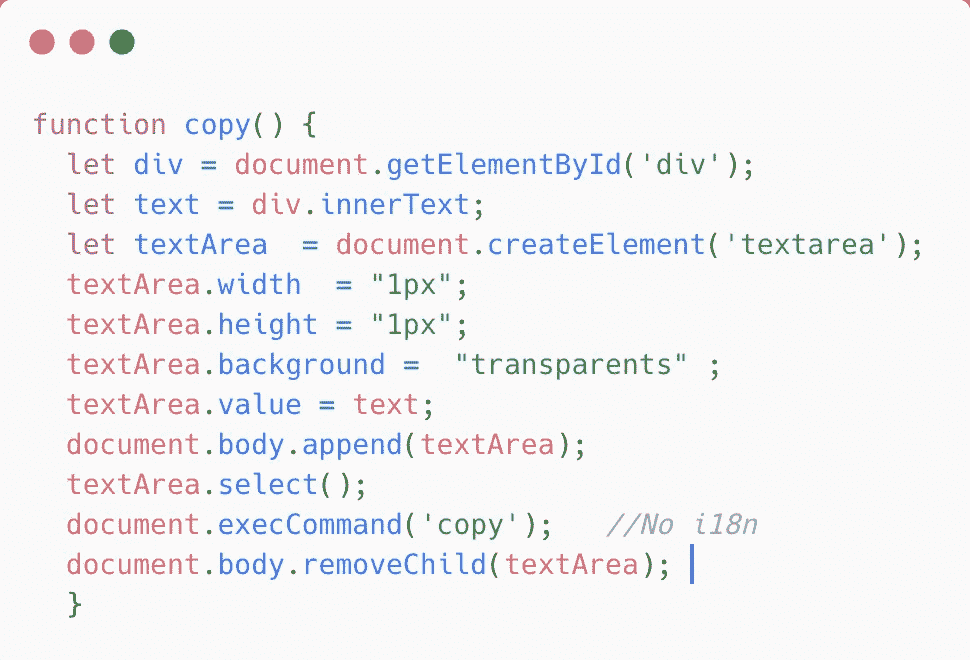 function copy() {
  let div = document.getElementById('div');
  let text = div.innerText;
  let textArea  = document.createElement('textarea');
  textArea.width  = "1px";
  textArea.height = "1px";
  textArea.background =  "transparents" ;
  textArea.value = text;
  document.body.append(textArea);
  textArea.select();
  document.execCommand('copy');   //No i18n
  document.body.removeChild(textArea);
  }